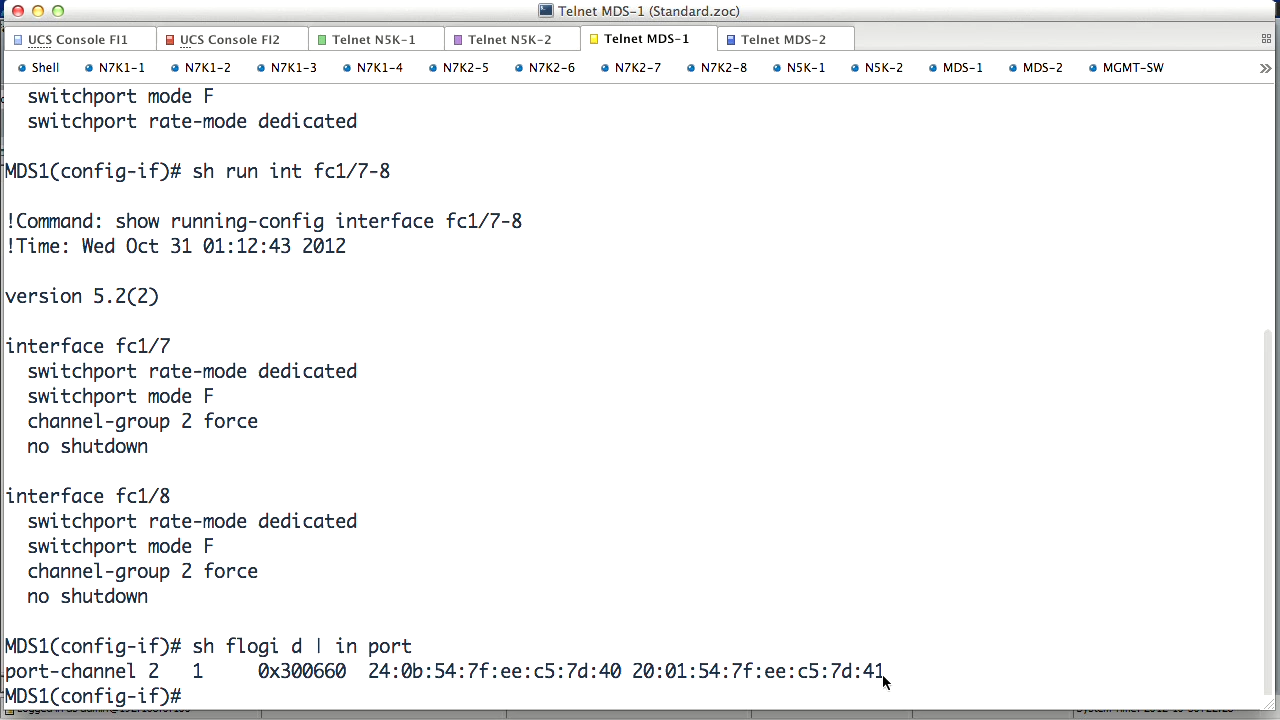 Telnet MDS-1 (Standard.zoc)
UCS Console FI1 UCS Console FI2 Telnet N5K-1 Telnet N5K-2 Telnet MDS-1 Telnet MDS-2
Shell N7K1-1 N7K1-2 N7K1-3 N7K1-4 N7K2-5 N7K2-6 N7K2-7 N7K2-8 N5K-1 N5K-2 MDS-1 MDS-2 MGMT-SW »
switchport mode F
switchport rate-mode dedicated
MDS1(config-if)# sh run int fc1/7-8
!Command: show running-config interface fc1/7-8
!Time: Wed Oct 31 01:12:43 2012
version 5.2(2)
interface fc1/7
switchport rate-mode dedicated
switchport mode F
channel-group 2 force
no shutdown
interface fc1/8
switchport rate-mode dedicated
switchport mode F
channel-group 2 force
no shutdown
MDS1(config-if)# sh flogi d | in port
port-channel 2 1 0x300660 24:0b:54:7f:ee:c5:7d:40 20:01:54:7f:ee:c5:7d:41
MDS1(config-if)#